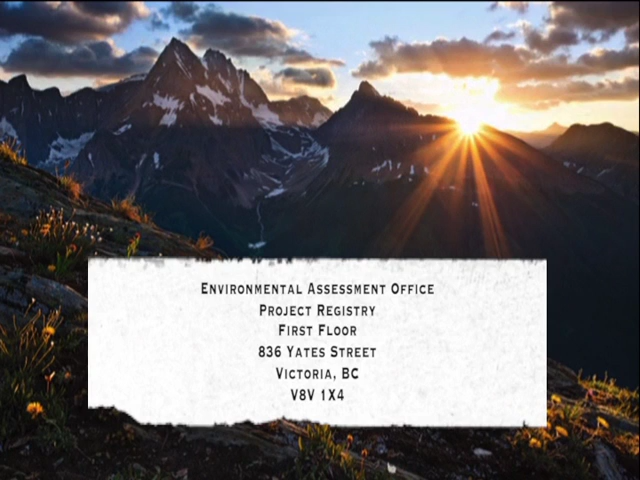 Environmental Assessment Office
Project Registry
First Floor
836 Yates Street
Victoria, BC
V8V 1X4